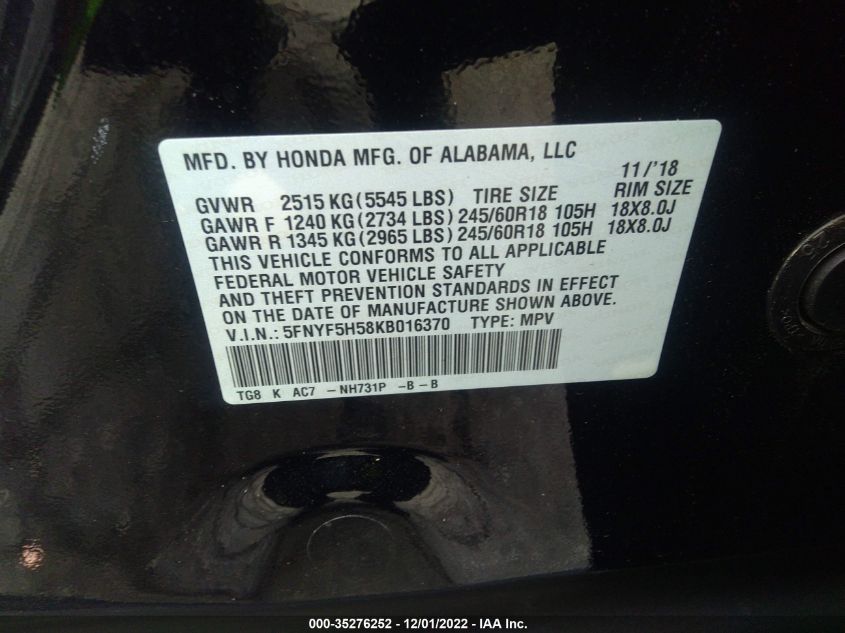 MFD. BY HONDA MFG. OF ALABAMA, LLC
11/'18
GVWR 2515 KG (5545 LBS) TIRE SIZE RIM SIZE
GAWR F 1240 KG (2734 LBS) 245/60R18 105H 18X8.0J
GAWR R 1345 KG (2965 LBS) 245/60R18 105H 18X8.0J
THIS VEHICLE CONFORMS TO ALL APPLICABLE
FEDERAL MOTOR VEHICLE SAFETY
AND THEFT PREVENTION STANDARDS IN EFFECT
ON THE DATE OF MANUFACTURE SHOWN ABOVE.
V.I.N.: 5FNYF5H58KB016370 TYPE: MPV
TG8 K AC7 -NH731P -B-B
000-35276252 - 12/01/2022 - IAA Inc.